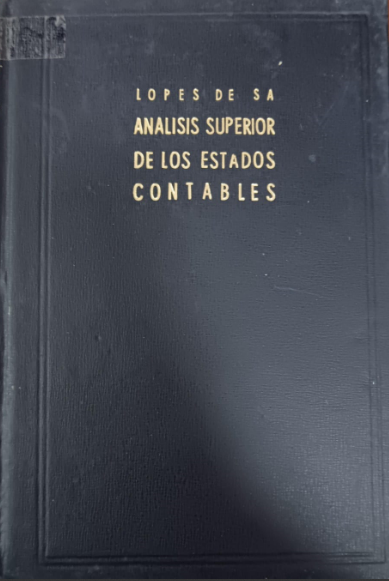 LOPES DE SA
ANALISIS SUPERIOR
DE LOS ESTADOS
CONTABLES